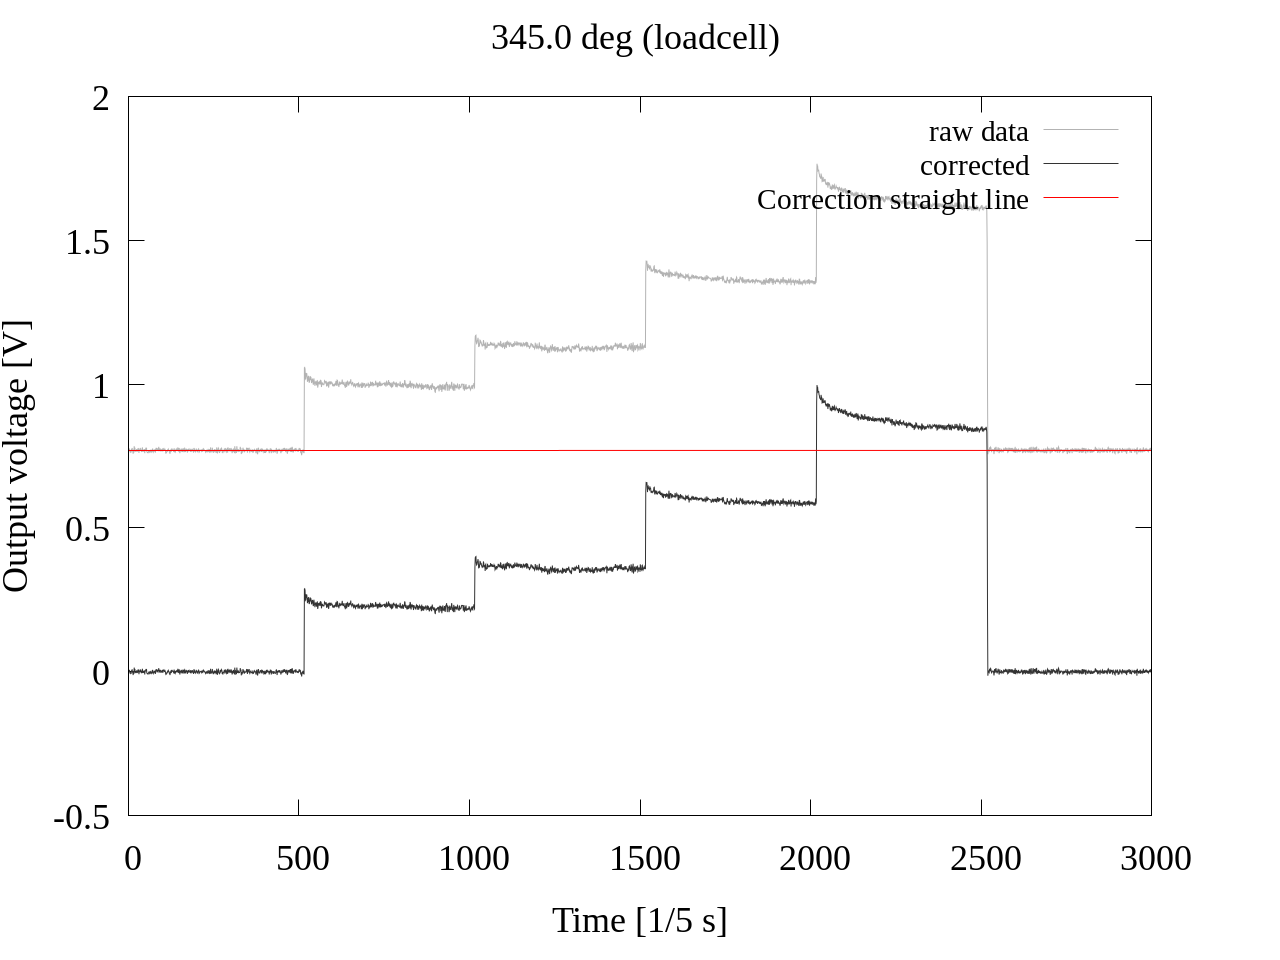 345.0 deg (loadcell)
2
1.5
1
0.5
0
-0.5
Output voltage [V]
raw data
corrected
Correction straight line
0 500 1000 1500 2000 2500 3000
Time [1/5 s]